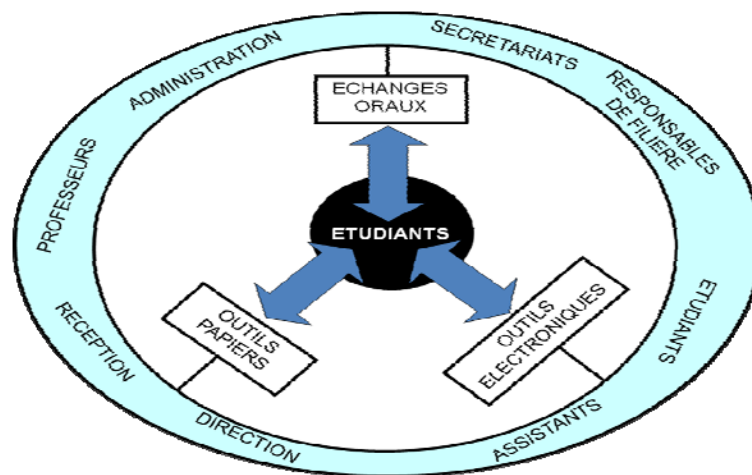 ADMINISTRATION
SECRETARIATS
RESPONSABLES
DE FILIERE
ECHANGES
ORAUX
PROFESSEURS
ETUDIANTS
OUTILS
PAPIERS
OUTILS
ELECTRONIQUES
ETUDIANTS
RECEPTION
DIRECTION
ASSISTANTS